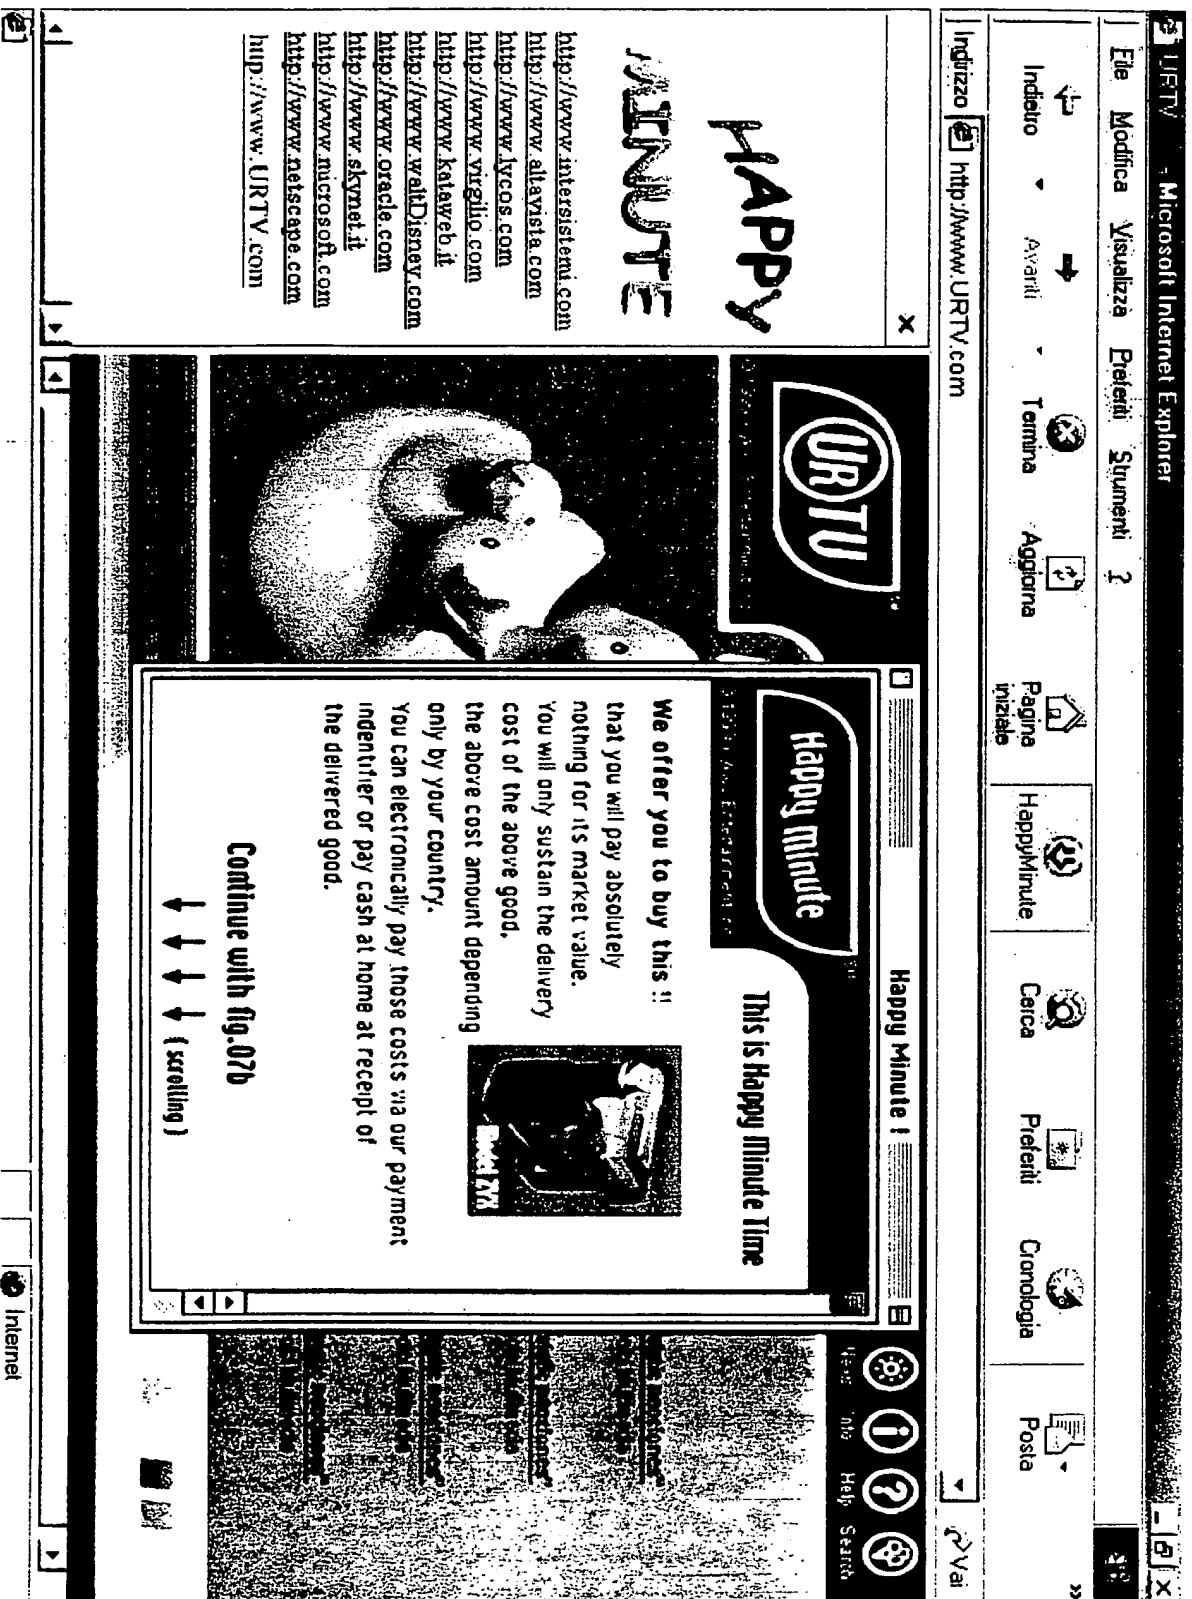 URTV - Microsoft Internet Explorer
File Modifica Visualizza Preferiti Strumenti ?
Indietro Avanti Termina Aggiorna Pagina iniziale HappyMinute Cerca Preferiti Cronologia Posta »
Indirizzo http://www.URTV.com Vai
HAPPY
MINUTE
http://www.intersistemi.com
http://www.altavista.com
http://www.lycos.com
http://www.virgilio.com
http://www.kataweb.it
http://www.waltDisney.com
http://www.oracle.com
http://www.skynet.it
http://www.microsoft.com
http://www.netscape.com
http://www.URTV.com
URTU
Info Help Search
Happy Minute !
Happy minute
This is Happy Minute Time
We offer you to buy this !!
that you will pay absolutely
nothing for its market value.
You will only sustain the delivery
cost of the above good.
the above cost amount depending
only by your country.
You can electronically pay those costs via our payment
indentifer or pay cash at home at receipt of
the delivered good.
Continue with fig.07b
( scrolling )
Internet